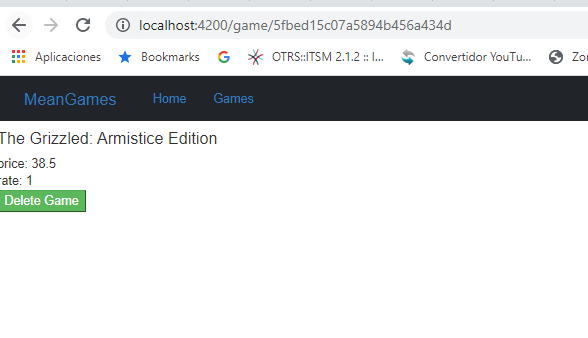 localhost:4200/game/5fbed15c07a5894b456a434d
Aplicaciones Bookmarks OTRS::ITSM 2.1.2 :: I... Convertidor YouTu... Zor
MeanGames Home Games
The Grizzled: Armistice Edition
price: 38.5
rate: 1
Delete Game